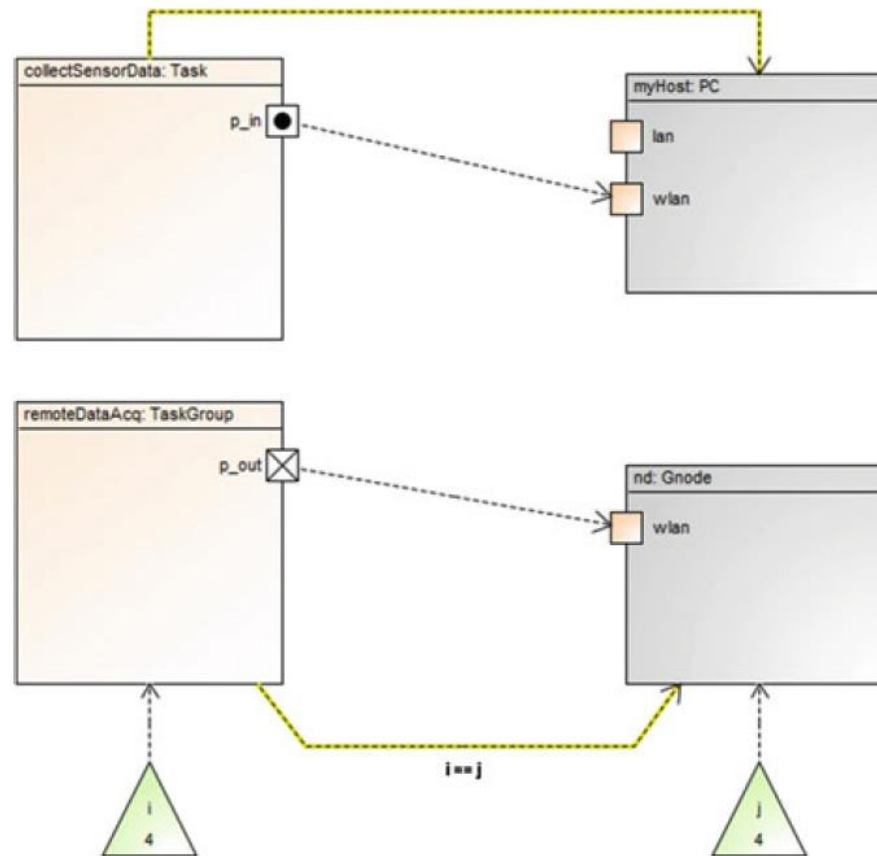 collectSensorData: Task
p_in
myHost: PC
lan
wlan
remoteDataAcq: TaskGroup
p_out
nd: Gnode
wlan
i == j
i
4
j
4